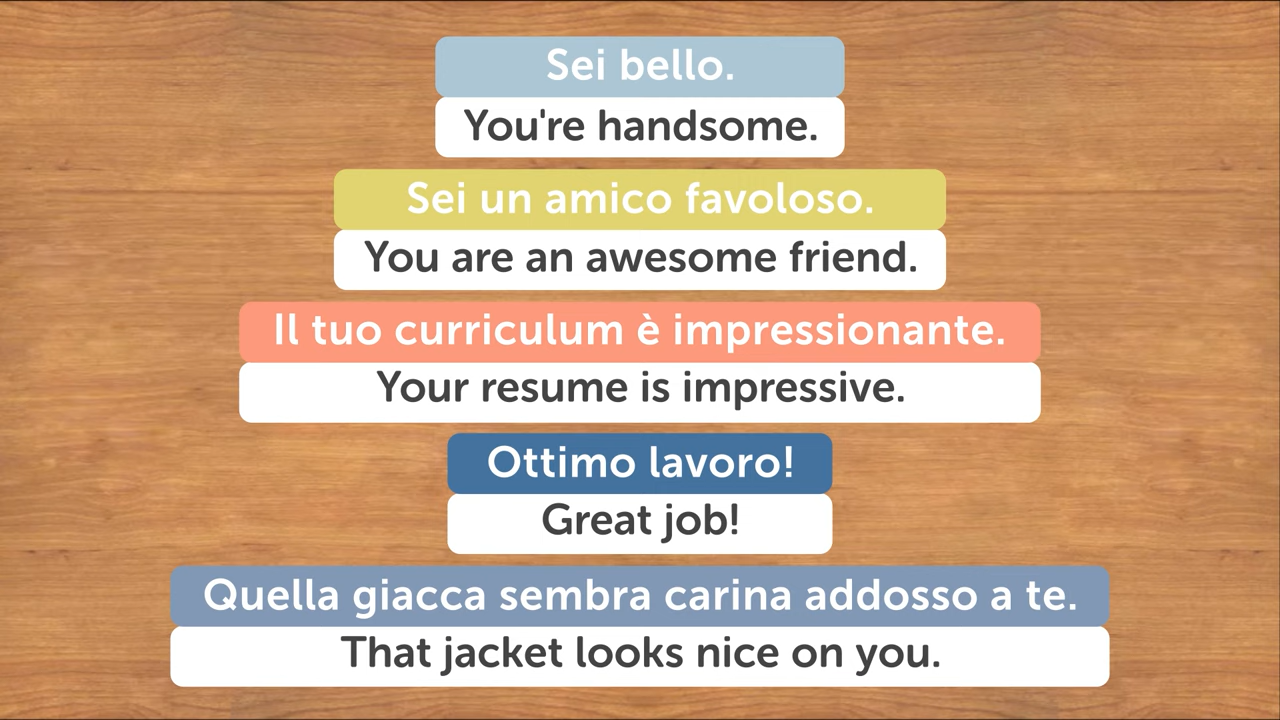 Sei bello.
You're handsome.
Sei un amico favoloso.
You are an awesome friend.
Il tuo curriculum è impressionante.
Your resume is impressive.
Ottimo lavoro!
Great job!
Quella giacca sembra carina addosso a te.
That jacket looks nice on you.